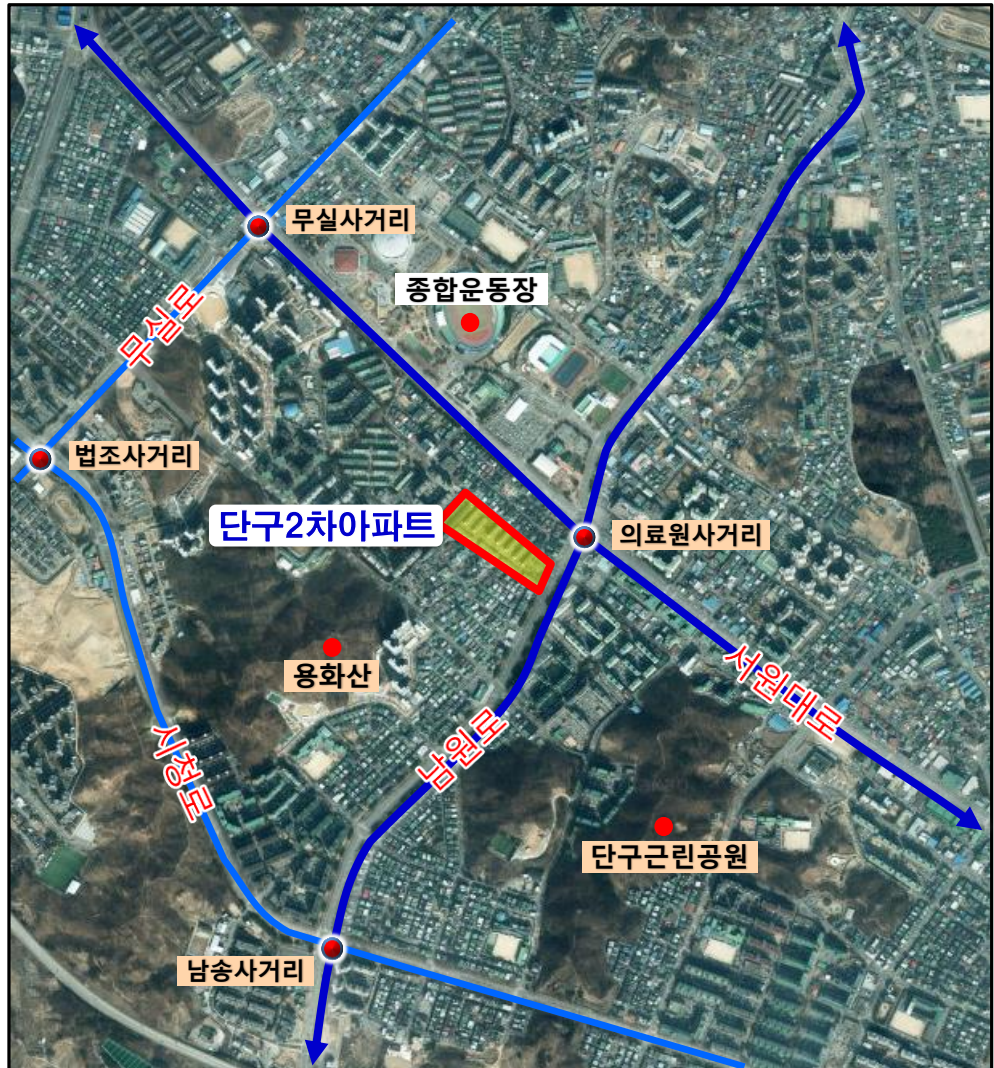 무실사거리
종합운동장
무실로
법조사거리
단구2차아파트
의료원사거리
용화산
서원대로
남원로
시청로
단구근린공원
남송사거리